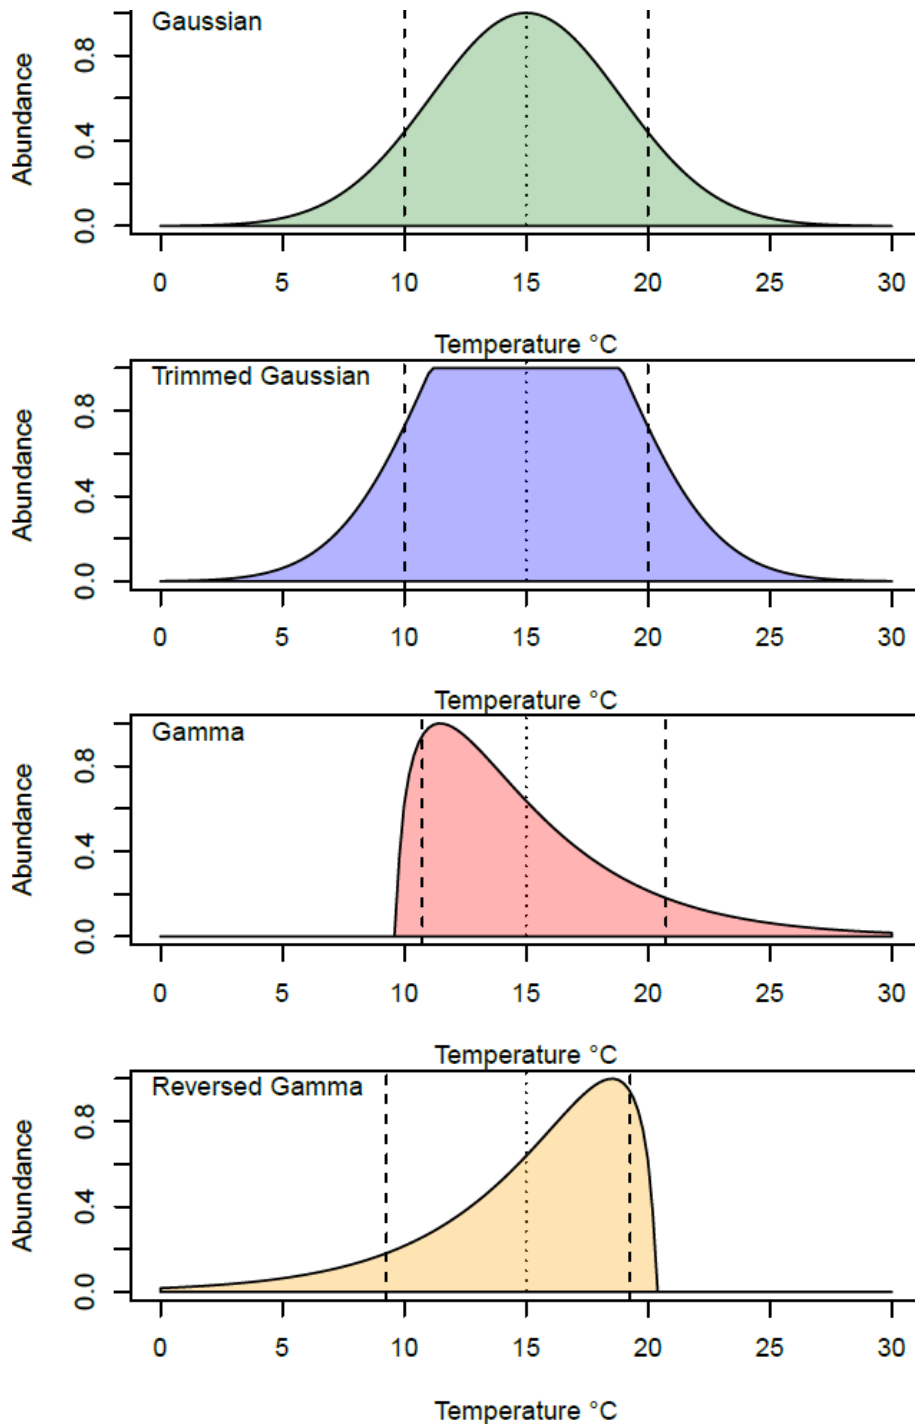 Gaussian
Abundance
0.8
0.4
0.0
0 5 10 15 20 25 30
Temperature °C
Trimmed Gaussian
Abundance
0.8
0.4
0.0
0 5 10 15 20 25 30
Temperature °C
Gamma
Abundance
0.8
0.4
0.0
0 5 10 15 20 25 30
Temperature °C
Reversed Gamma
Abundance
0.8
0.4
0.0
0 5 10 15 20 25 30
Temperature °C